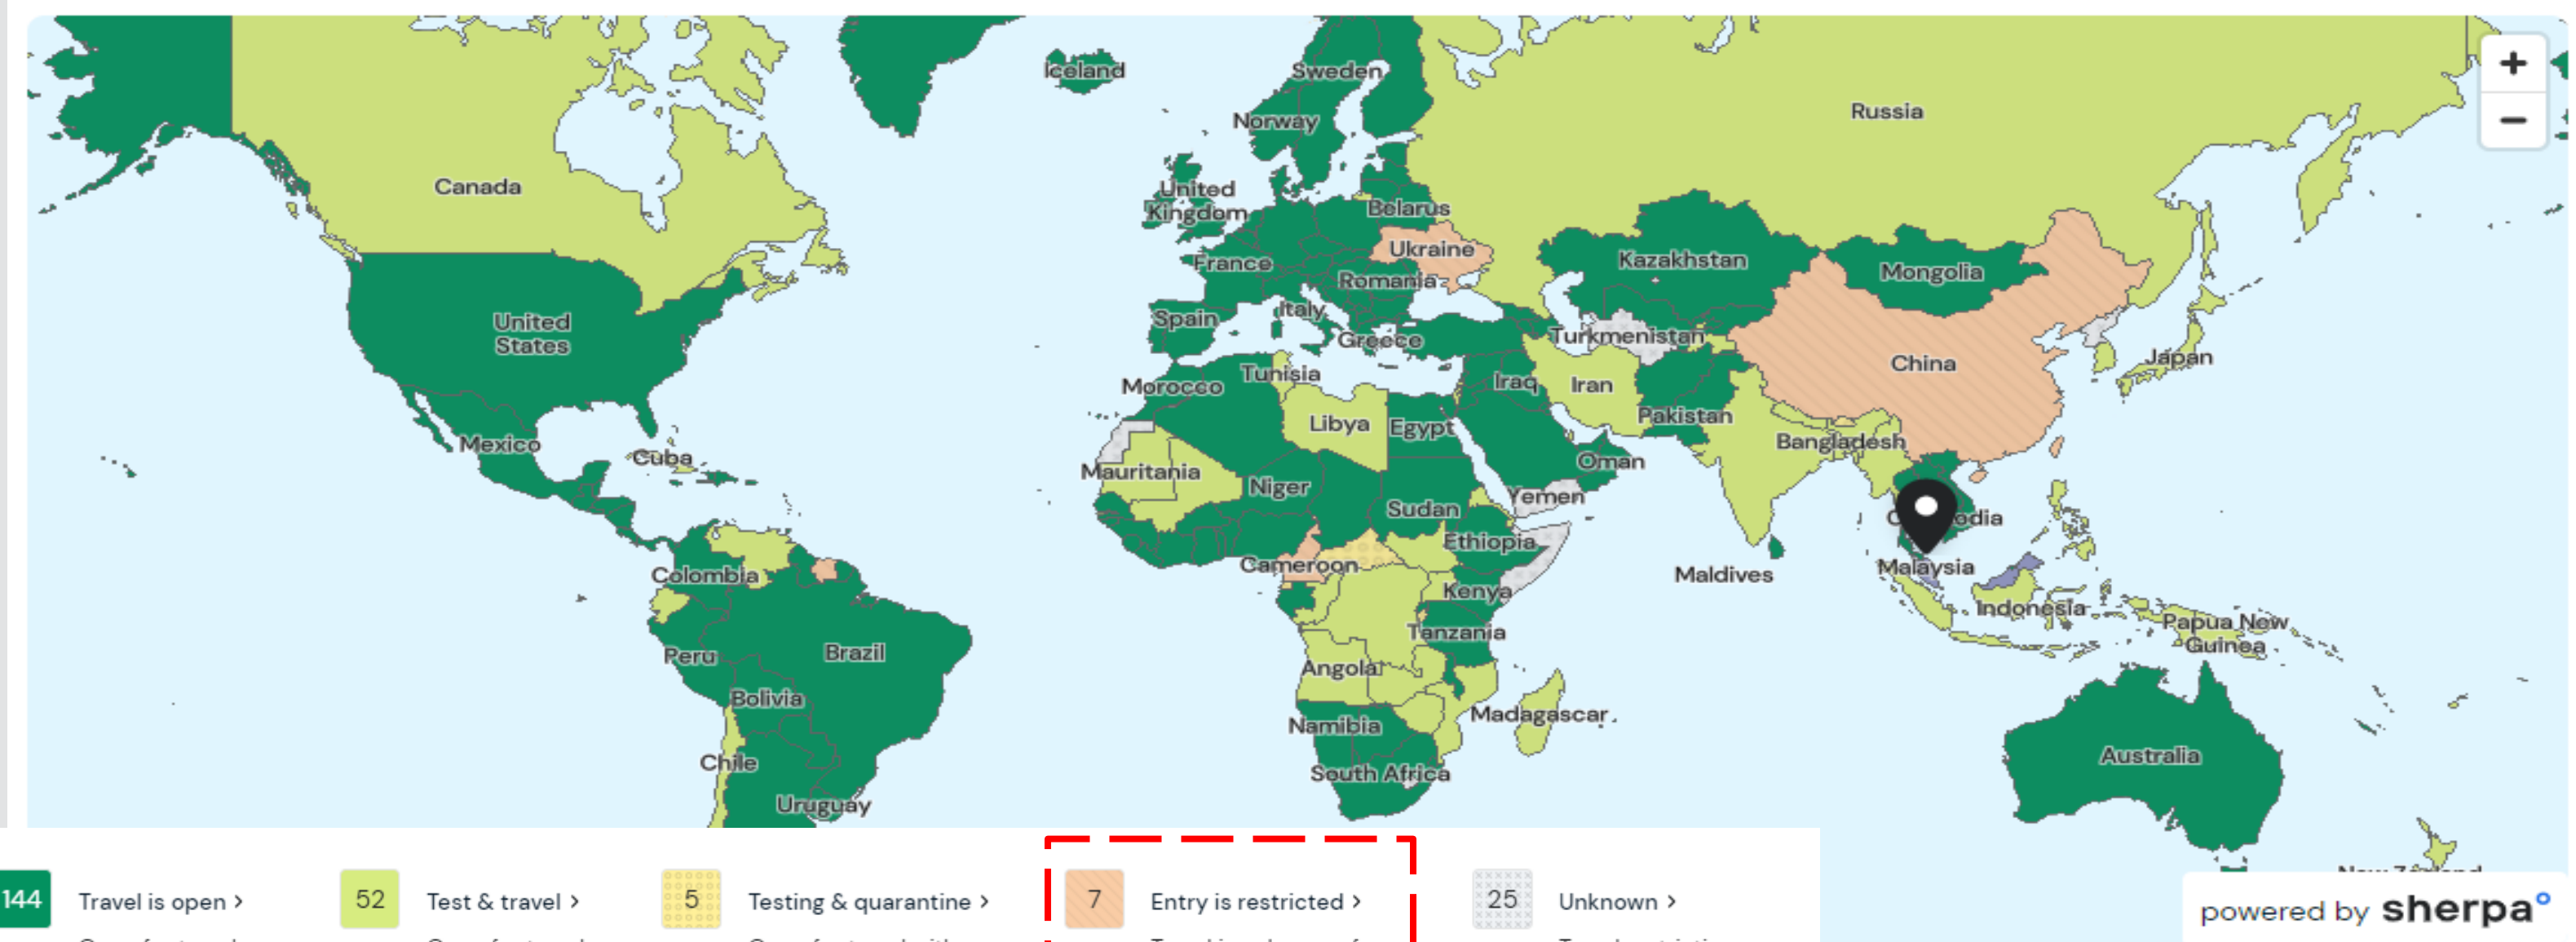 Iceland
Sweden
Russia
Norway
Canada
United
Kingdom
Belarus
Ukraine
France
Kazakhstan
Mongolia
Romania
Italy
Spain
United
States
Greece
Turkmenistan
Japan
China
Tunisia
Morocco
Iraq
Iran
Pakistan
Libya
Egypt
Mexico
Bangladesh
Cuba
Oman
Mauritania
Niger
Yemen
Sudan
Ethiopia
Cameroon
Malaysia
Colombia
Maldives
Kenya
Indonesia
Papua New
Guinea
Tanzania
Brazil
Peru
Angola
Bolivia
Madagascar
Namibia
Australia
Chile
South Africa
Uruguay
144 Travel is open >
52 Test & travel >
5 Testing & quarantine >
7 Entry is restricted >
25 Unknown >
powered by sherpa°
+
−